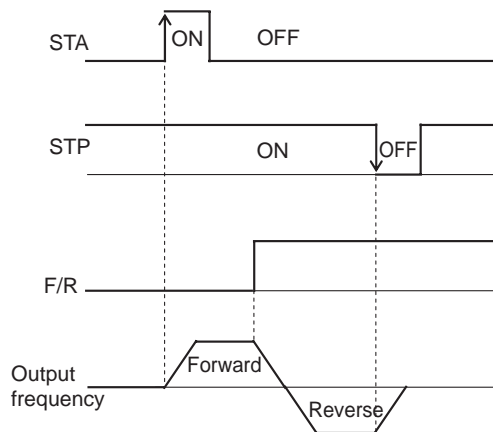 STA
ON
OFF
STP
ON
OFF
F/R
Forward
Output
frequency
Reverse